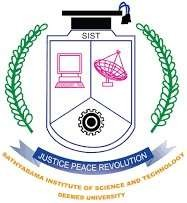 SIST
JUSTICE PEACE REVOLUTION
SATHYABAMA INSTITUTE OF SCIENCE AND TECHNOLOGY
DEEMED UNIVERSITY